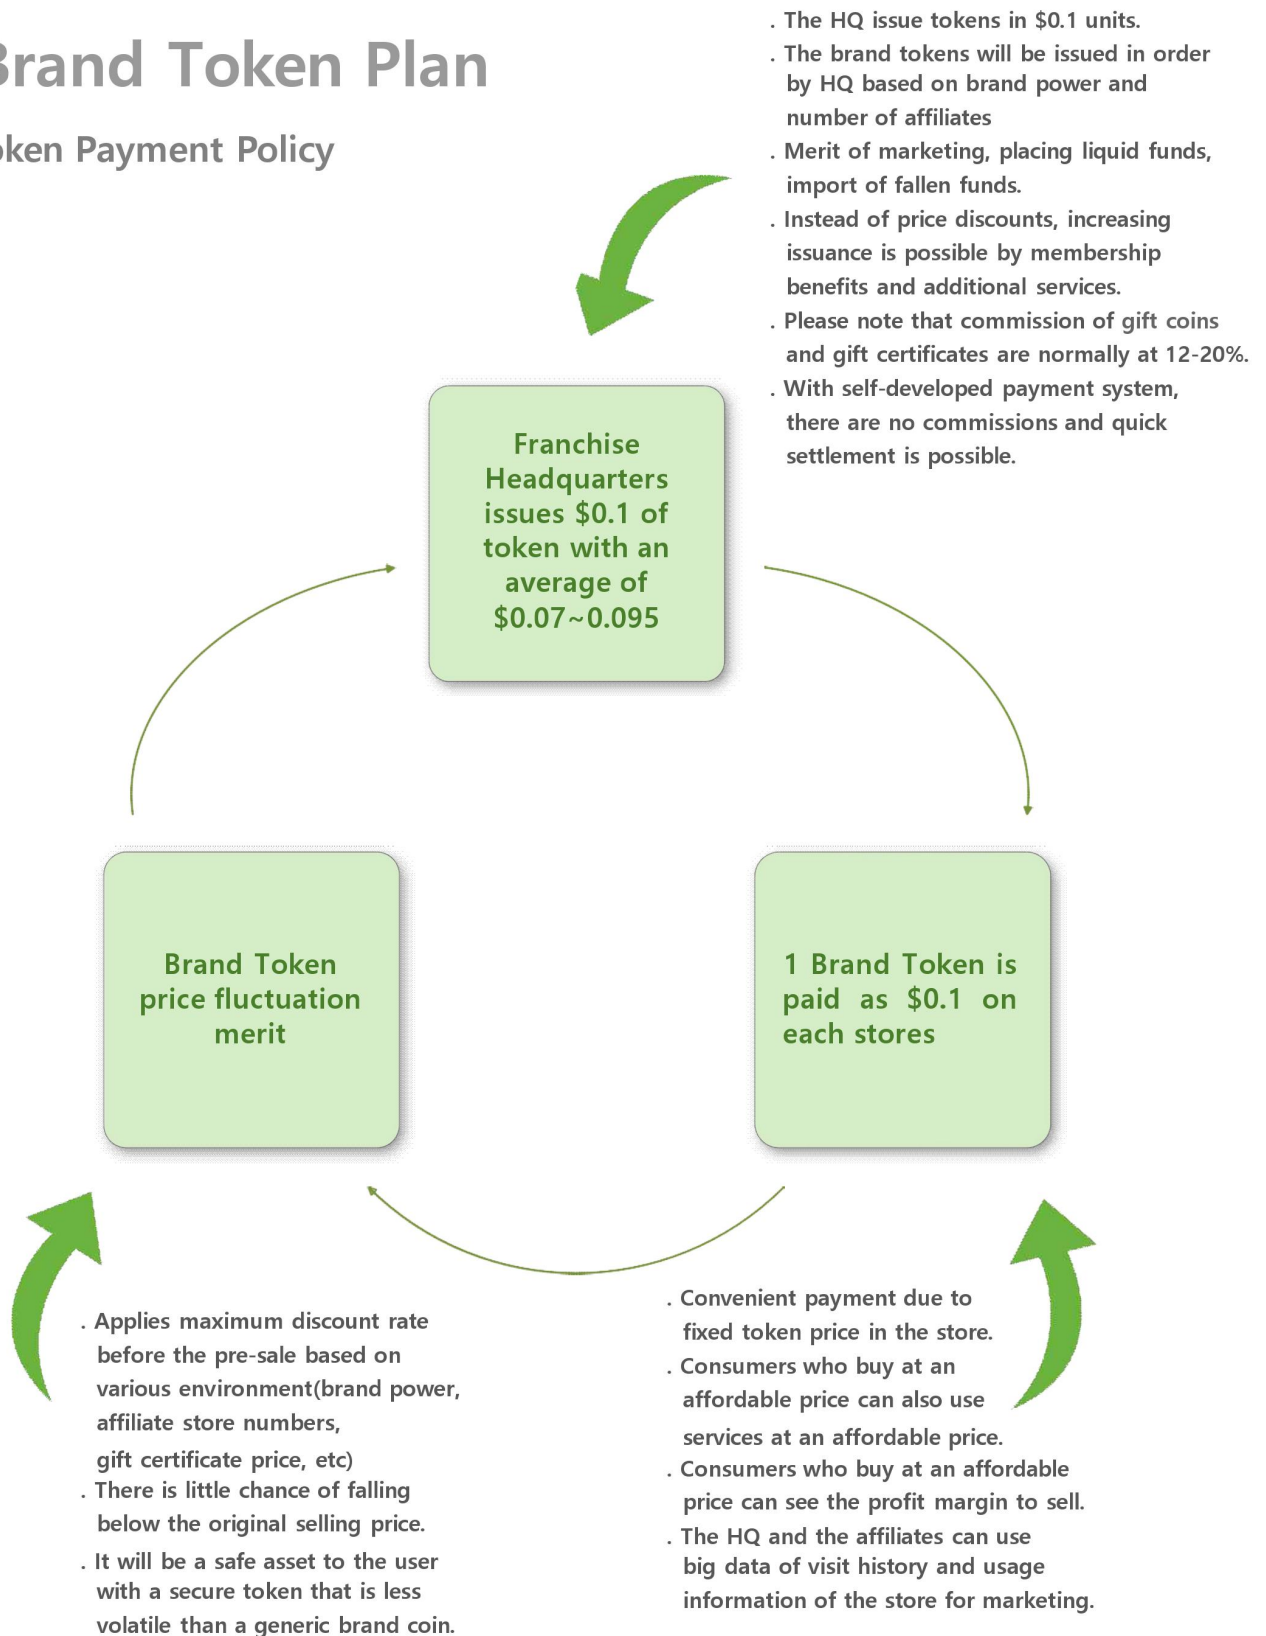 Brand Token Plan
oken Payment Policy
. The HQ issue tokens in $0.1 units.
. The brand tokens will be issued in order
by HQ based on brand power and
number of affiliates
. Merit of marketing, placing liquid funds,
import of fallen funds.
. Instead of price discounts, increasing
issuance is possible by membership
benefits and additional services.
. Please note that commission of gift coins
and gift certificates are normally at 12-20%.
. With self-developed payment system,
there are no commissions and quick
settlement is possible.
Franchise
Headquarters
issues $0.1 of
token with an
average of
$0.07~0.095
Brand Token
price fluctuation
merit
1 Brand Token is
paid as $0.1 on
each stores
. Applies maximum discount rate
before the pre-sale based on
various environment(brand power,
affiliate store numbers,
gift certificate price, etc)
. There is little chance of falling
below the original selling price.
. It will be a safe asset to the user
with a secure token that is less
volatile than a generic brand coin.
. Convenient payment due to
fixed token price in the store.
. Consumers who buy at an
affordable price can also use
services at an affordable price.
. Consumers who buy at an affordable
price can see the profit margin to sell.
. The HQ and the affiliates can use
big data of visit history and usage
information of the store for marketing.